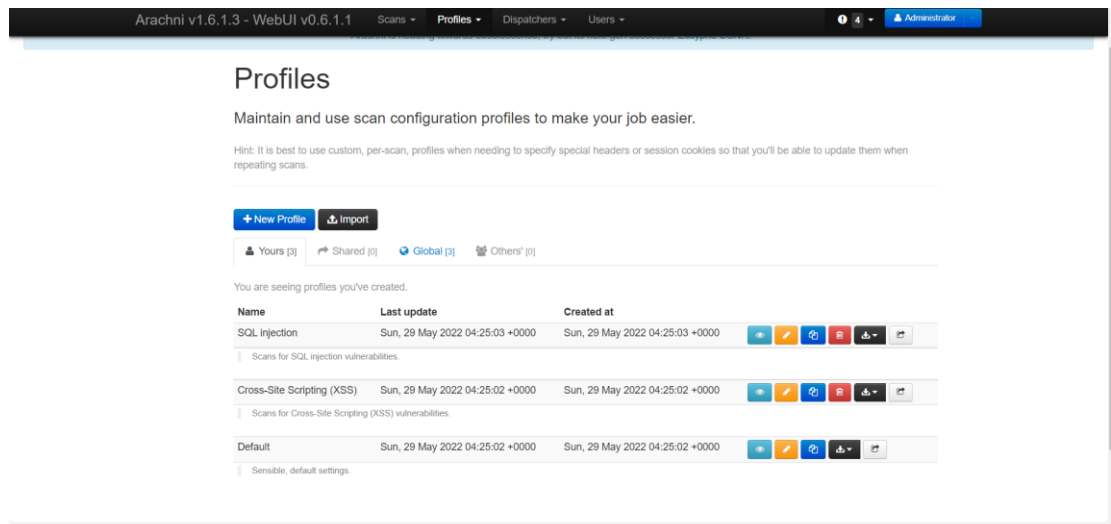 Arachni v1.6.1.3 - WebUI v0.6.1.1 Scans Profiles Dispatchers Users 4 Administrator
Profiles
Maintain and use scan configuration profiles to make your job easier.
Hint: It is best to use custom, per-scan, profiles when needing to specify special headers or session cookies so that you'll be able to update them when
repeating scans.
New Profile Import
Yours [3] Shared [0] Global [3] Others' [0]
You are seeing profiles you've created.
Name Last update Created at
SQL injection Sun, 29 May 2022 04:25:03 +0000 Sun, 29 May 2022 04:25:03 +0000
Scans for SQL injection vulnerabilities.
Cross-Site Scripting (XSS) Sun, 29 May 2022 04:25:02 +0000 Sun, 29 May 2022 04:25:02 +0000
Scans for Cross-Site Scripting (XSS) vulnerabilities.
Default Sun, 29 May 2022 04:25:02 +0000 Sun, 29 May 2022 04:25:02 +0000
Sensible, default settings.